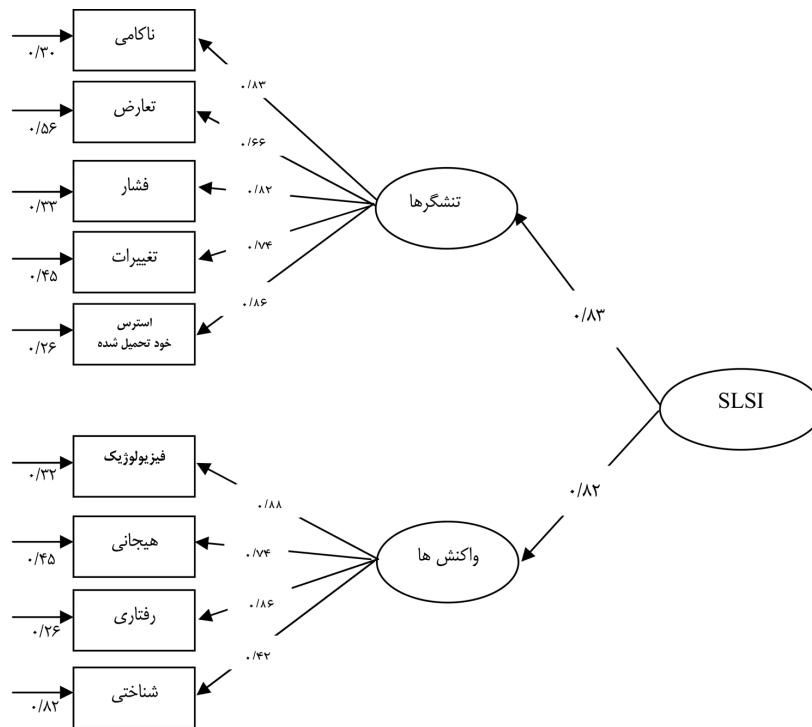 ناکامی
۰/۳۰
۰/۸۳
تعارض
۰/۵۶
۰/۶۶
فشار
۰/۳۳
۰/۸۲
تنشگرها
تغییرات
۰/۴۵
۰/۷۴
استرس
خود تحمیل شده
۰/۲۶
۰/۸۶
۰/۸۳
SLSI
۰/۸۲
فیزیولوژیک
۰/۳۲
۰/۸۸
هیجانی
۰/۴۵
۰/۷۴
واکنش ها
رفتاری
۰/۲۶
۰/۸۶
شناختی
۰/۸۲
۰/۴۲